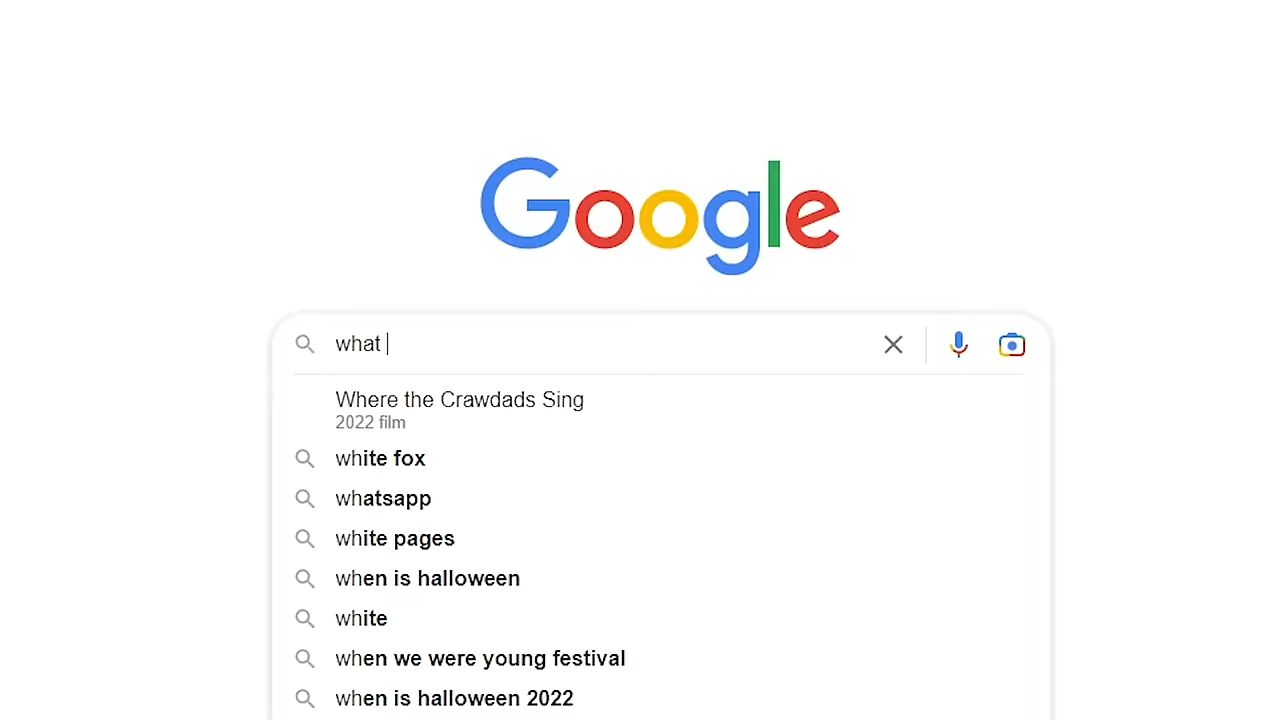 Google
what
Where the Crawdads Sing
2022 film
white fox
whatsapp
white pages
when is halloween
white
when we were young festival
when is halloween 2022